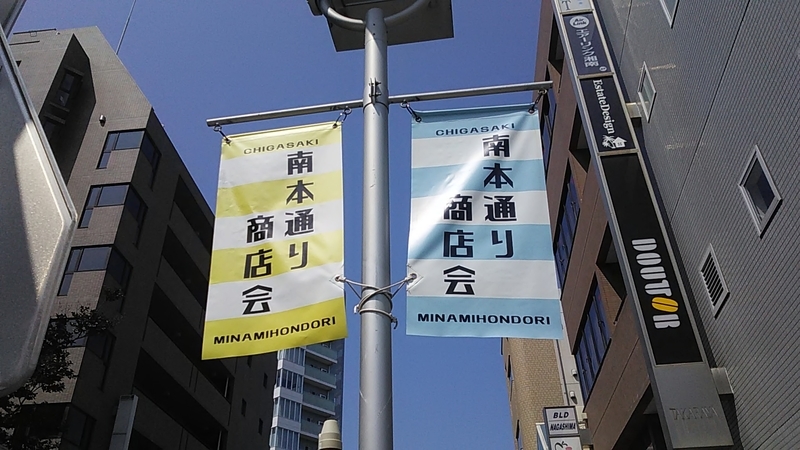 CHIGASAKI
南本通り
商店会
MINAMIHONDORI
CHIGASAKI
南本通り
商店会
MINAMIHONDORI
EstateDesign
DOUTOR
BLD
NAGASHIMA